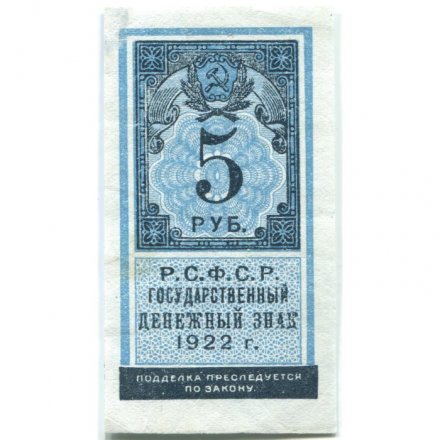 5
РУБ.
Р.С.Ф.С.Р.
ГОСУДАРСТВЕННЫЙ
ДЕНЕЖНЫЙ ЗНАК
1922 г.
ПОДДЕЛКА ПРЕСЛЕДУЕТСЯ
ПО ЗАКОНУ.